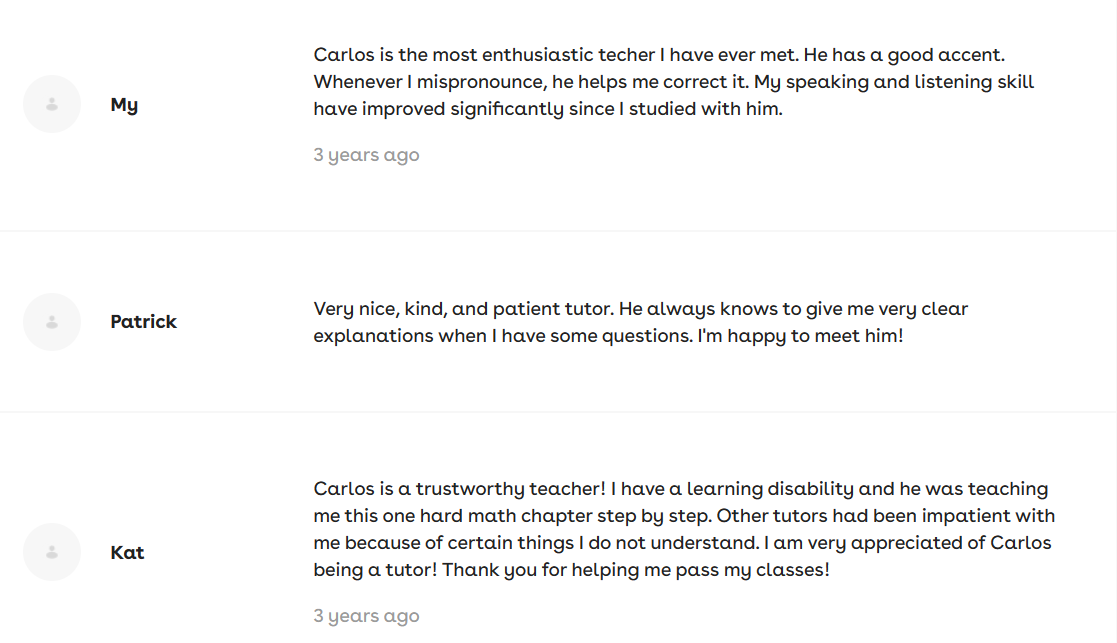 My
Carlos is the most enthusiastic techer I have ever met. He has a good accent.
Whenever I mispronounce, he helps me correct it. My speaking and listening skill
have improved significantly since I studied with him.
3 years ago
Patrick
Very nice, kind, and patient tutor. He always knows to give me very clear
explanations when I have some questions. I'm happy to meet him!
Kat
Carlos is a trustworthy teacher! I have a learning disability and he was teaching
me this one hard math chapter step by step. Other tutors had been impatient with
me because of certain things I do not understand. I am very appreciated of Carlos
being a tutor! Thank you for helping me pass my classes!
3 years ago